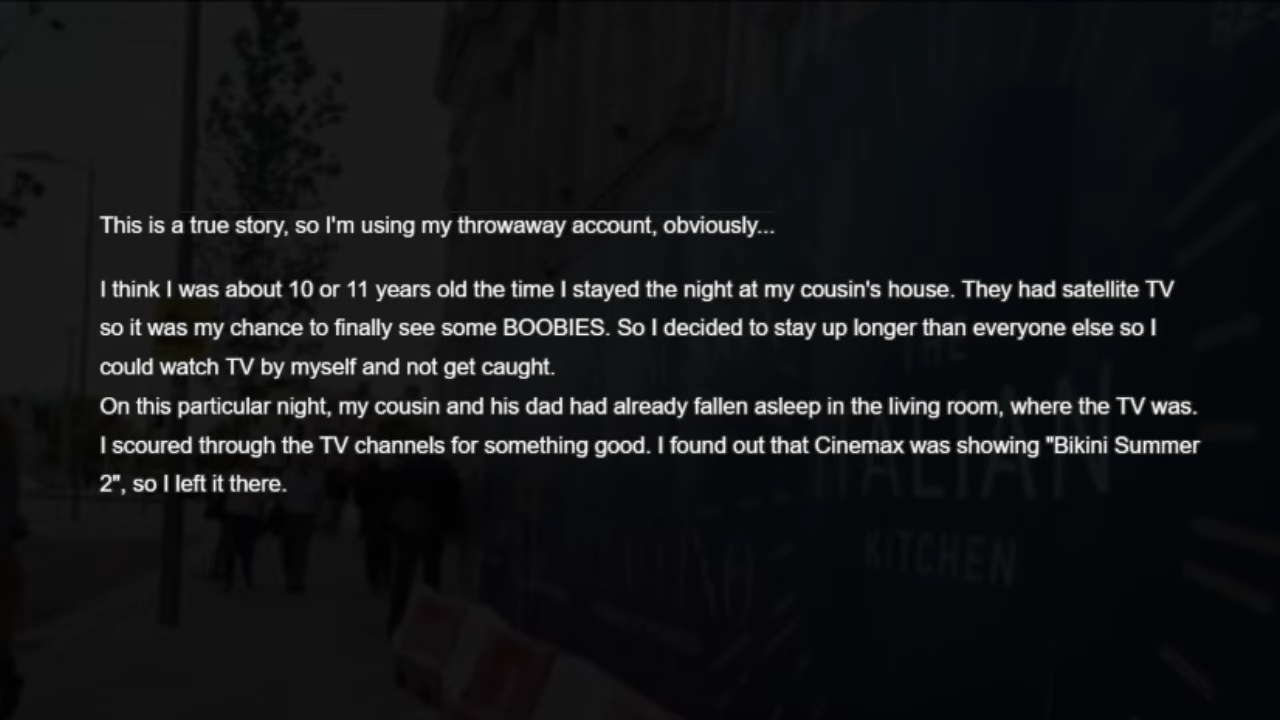 This is a true story, so I'm using my throwaway account, obviously...
I think I was about 10 or 11 years old the time I stayed the night at my cousin's house. They had satellite TV
so it was my chance to finally see some BOOBIES. So I decided to stay up longer than everyone else so I
could watch TV by myself and not get caught.
On this particular night, my cousin and his dad had already fallen asleep in the living room, where the TV was.
I scoured through the TV channels for something good. I found out that Cinemax was showing "Bikini Summer
2", so I left it there.
THE
ITALIAN
KITCHEN